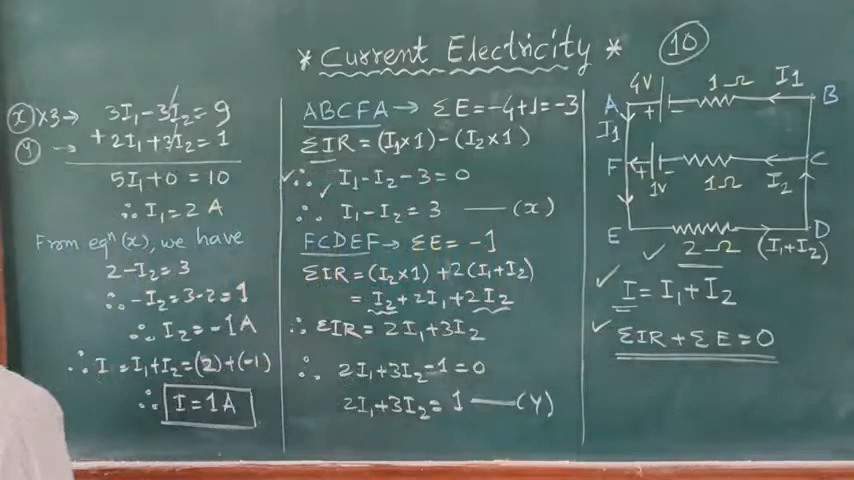 * Current Electricity *
10
(x) ×3→ 3I₁-3I₂=9
(y) → +2I₁+3I₂=1
5I₁+0=10
∴ I₁=2 A
From eqⁿ(x), we have
2-I₂=3
∴ -I₂=3-2=1
∴ I₂=-1A
∴ I=I₁+I₂=(2)+(-1)
∴ I=1A
ABCFA→ ΣE=-4+1=-3
ΣIR=(I₁×1)-(I₂×1)
∴ I₁-I₂-3=0
∴ I₁-I₂=3 —(x)
FCDEF→ ΣE=-1
ΣIR=(I₂×1)+2(I₁+I₂)
=I₂+2I₁+2I₂
∴ ΣIR=2I₁+3I₂
∴ 2I₁+3I₂-1=0
2I₁+3I₂=1 —(Y)
4V 1Ω I₁
A + - B
I₁
F + - C
1V 1Ω I₂
E D
2Ω (I₁+I₂)
I=I₁+I₂
ΣIR+ΣE=0